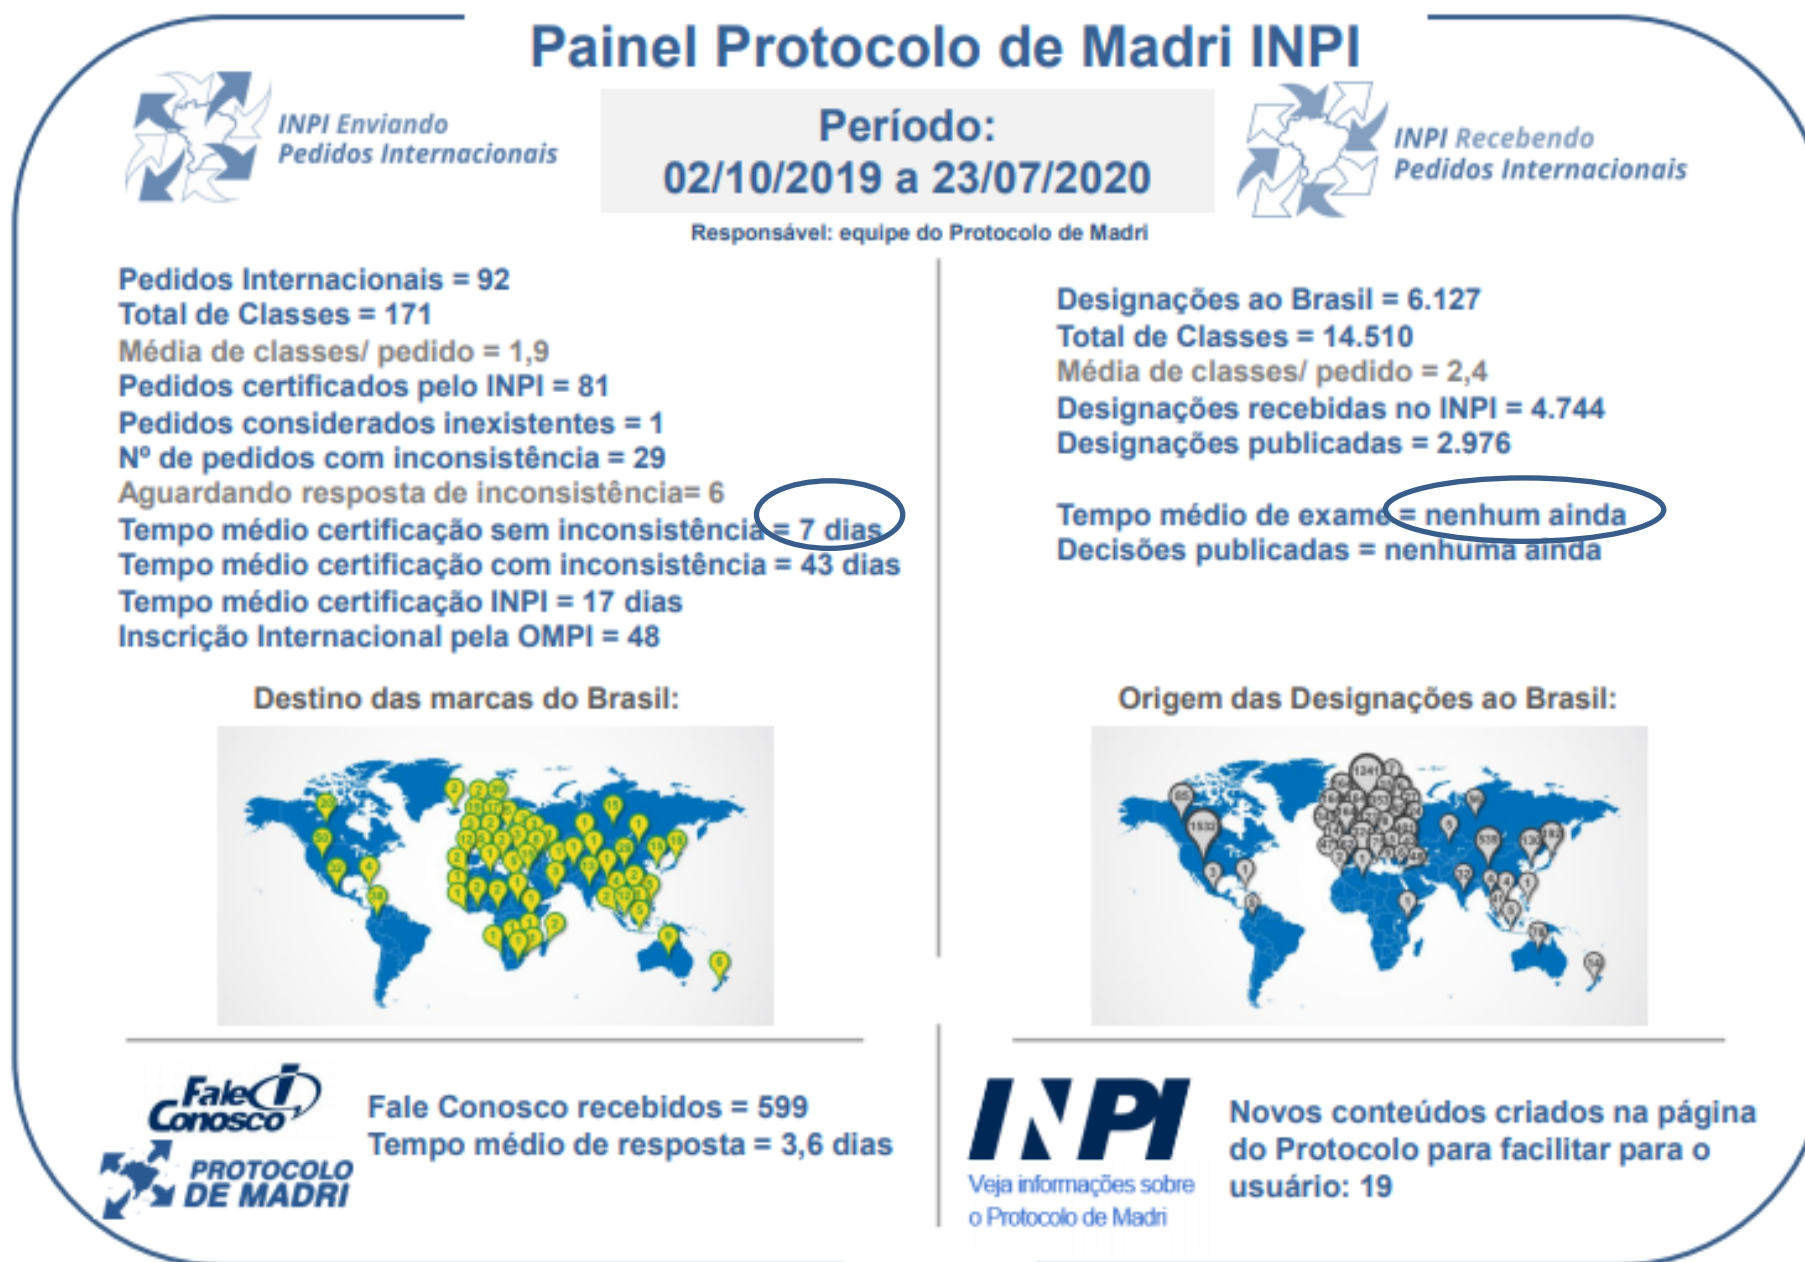 Painel Protocolo de Madri INPI
INPI Enviando
Pedidos Internacionais
Período:
02/10/2019 a 23/07/2020
INPI Recebendo
Pedidos Internacionais
Responsável: equipe do Protocolo de Madri
Pedidos Internacionais = 92
Total de Classes = 171
Média de classes/ pedido = 1,9
Pedidos certificados pelo INPI = 81
Pedidos considerados inexistentes = 1
Nº de pedidos com inconsistência = 29
Aguardando resposta de inconsistência= 6
Tempo médio certificação sem inconsistência = 7 dias
Tempo médio certificação com inconsistência = 43 dias
Tempo médio certificação INPI = 17 dias
Inscrição Internacional pela OMPI = 48
Designações ao Brasil = 6.127
Total de Classes = 14.510
Média de classes/ pedido = 2,4
Designações recebidas no INPI = 4.744
Designações publicadas = 2.976
Tempo médio de exame = nenhum ainda
Decisões publicadas = nenhuma ainda
Destino das marcas do Brasil:
Origem das Designações ao Brasil:
1241
1532
Fale
Conosco
PROTOCOLO
DE MADRI
Fale Conosco recebidos = 599
Tempo médio de resposta = 3,6 dias
INPI
Veja informações sobre
o Protocolo de Madri
Novos conteúdos criados na página
do Protocolo para facilitar para o
usuário: 19